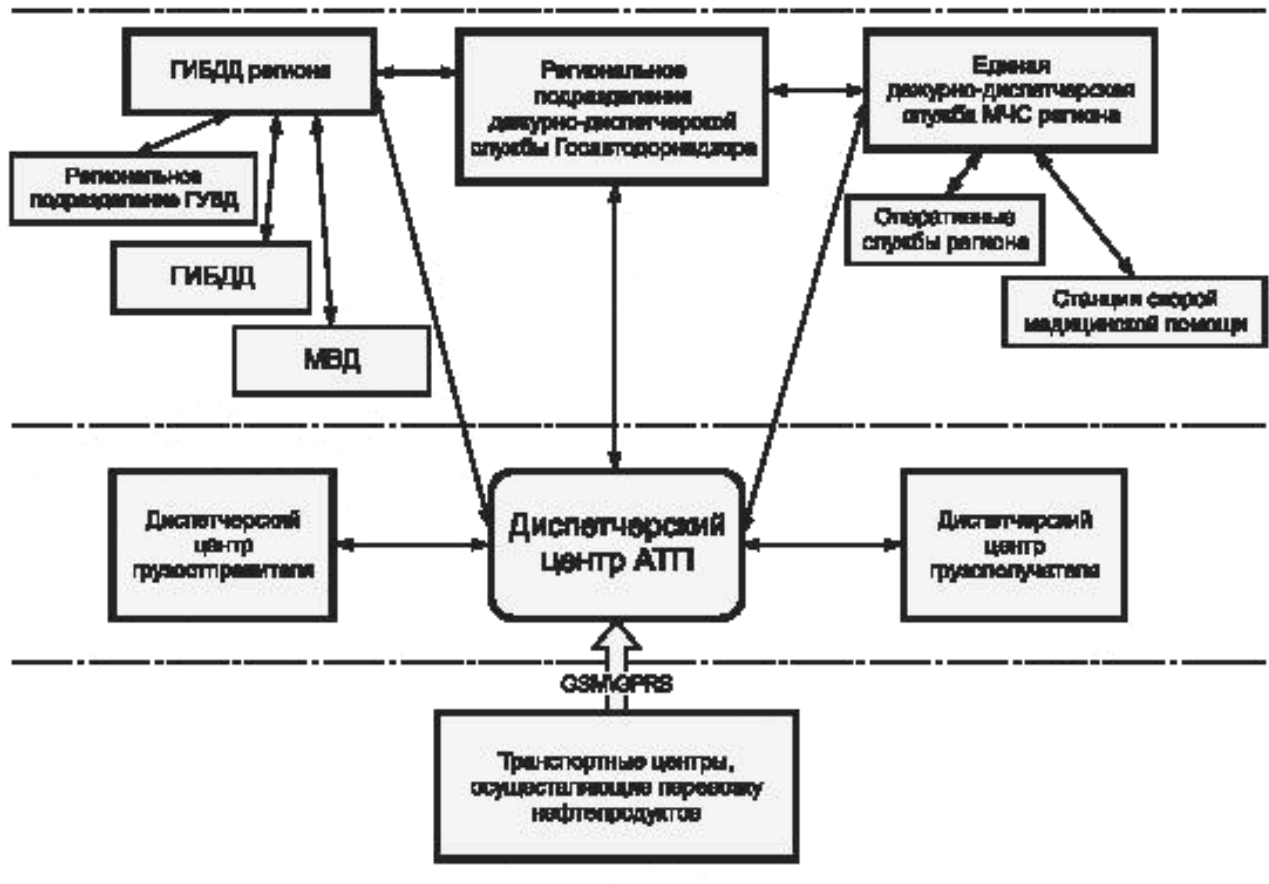 ГИБДД региона
Региональное
подразделение
дежурно-диспетчерской
службы Госавтодорнадзора
Единая
дежурно-диспетчерская
служба МЧС региона
Региональное
подразделение ГУВД
ГИБДД
МВД
Оперативные
службы региона
Станция скорой
медицинской помощи
Диспетчерский
центр
грузоотправителя
Диспетчерский
центр АТП
Диспетчерский
центр
грузополучателя
GSM\GPRS
Транспортные центры,
осуществляющие перевозку
нефтепродуктов